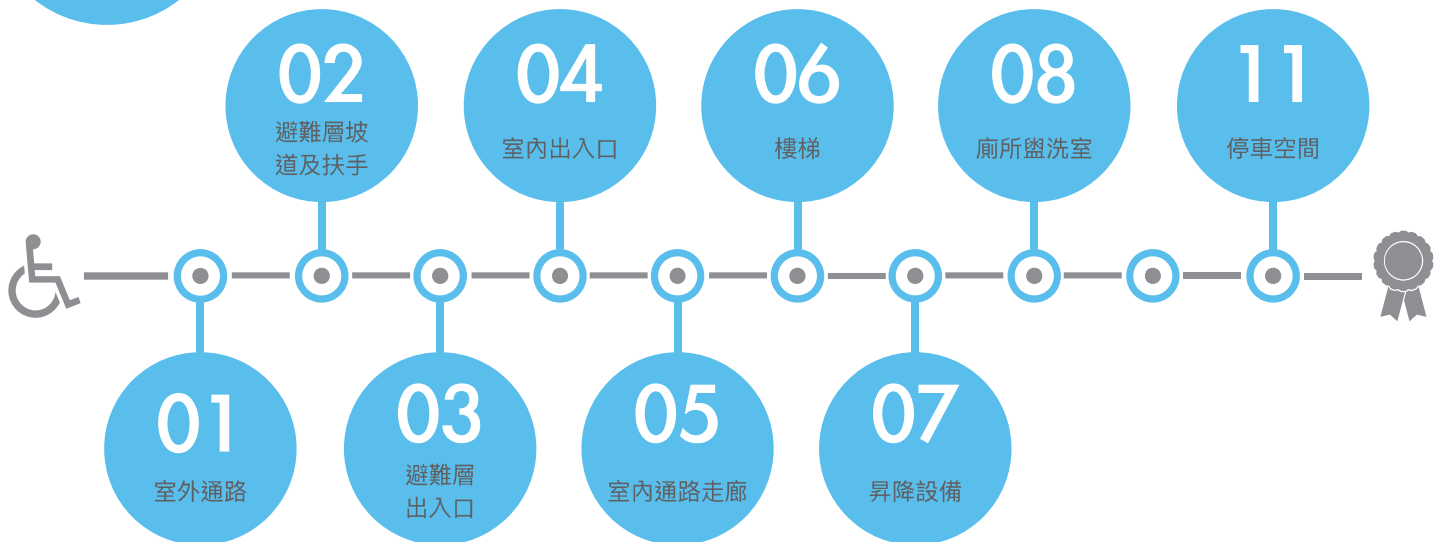 02
避難層坡
道及扶手
04
室內出入口
06
樓梯
08
廁所盥洗室
11
停車空間
01
室外通路
03
避難層
出入口
05
室內通路走廊
07
昇降設備